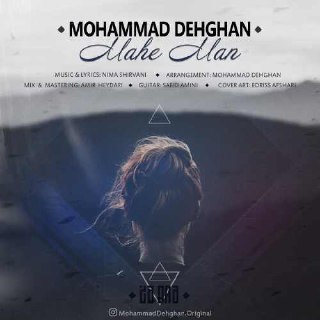 MOHAMMAD DEHGHAN
Mahe Man
MUSIC & LYRICS: NIMA SHIRVANI ◆ ARRANGEMENT: MOHAMMAD DEHGHAN
MIX & MASTERING: AMIR HEYDARI ◆ GUITAR: SAEID AMINI ◆ COVER ART: EDRISS AFSHARI
MohammadDehghan.Original